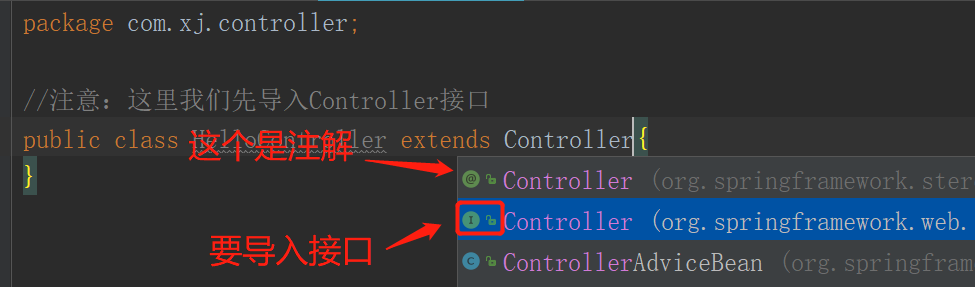 package com.xj.controller;
//注意：这里我们先导入Controller接口
public class HelloController extends Controller{
这个是注解
}
Controller (org.springframework.ster
Controller (org.springframework.web.
要导入接口
ControllerAdviceBean (org.springfram